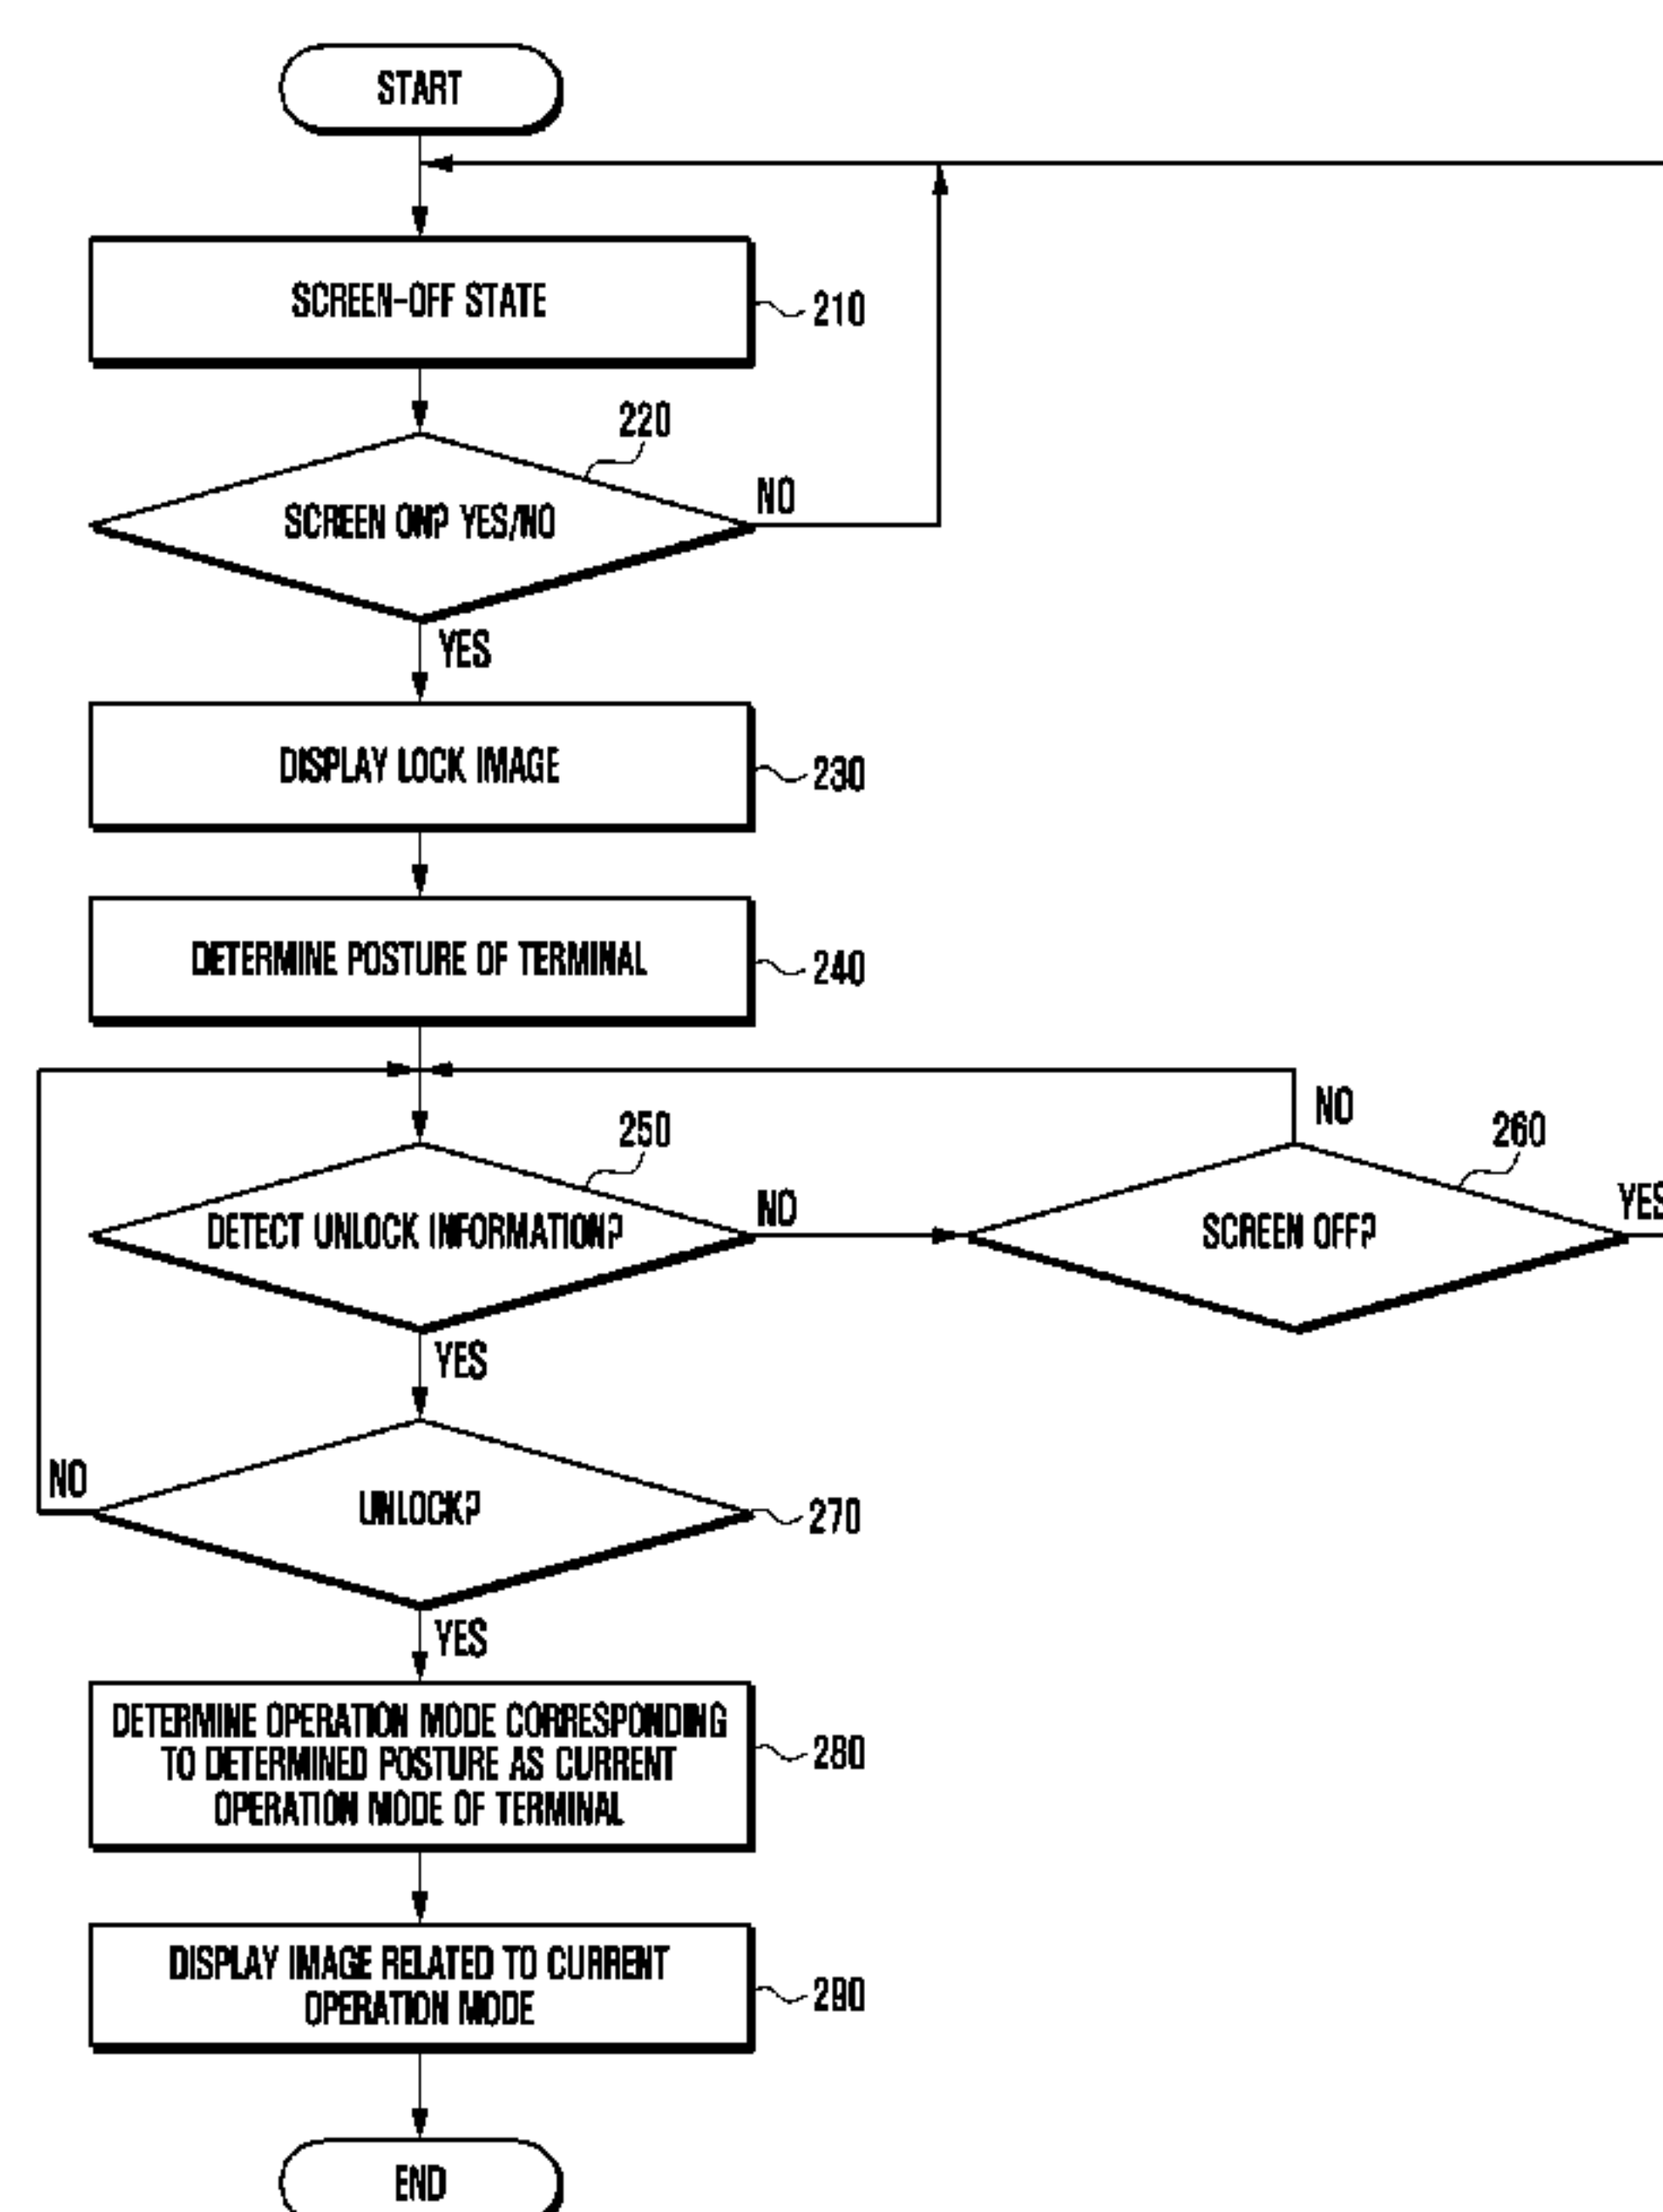 START
SCREEN-OFF STATE
210
220
SCREEN ON? YES/NO
NO
YES
DISPLAY LOCK IMAGE
230
DETERMINE POSTURE OF TERMINAL
240
NO
250
260
DETECT UNLOCK INFORMATION?
NO
SCREEN OFF?
YES
YES
NO
UNLOCK?
270
YES
DETERMINE OPERATION MODE CORRESPONDING
TO DETERMINED POSTURE AS CURRENT
OPERATION MODE OF TERMINAL
280
DISPLAY IMAGE RELATED TO CURRENT
OPERATION MODE
290
END